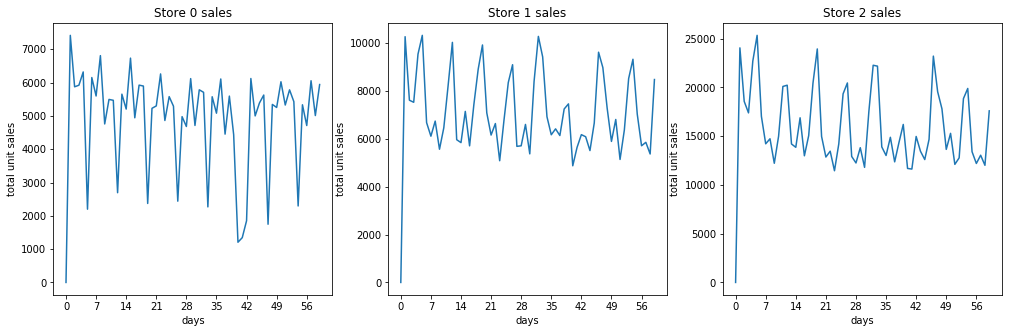 Store 0 sales
total unit sales
7000
6000
5000
4000
3000
2000
1000
0
0 7 14 21 28 35 42 49 56
days
Store 1 sales
total unit sales
10000
8000
6000
4000
2000
0
0 7 14 21 28 35 42 49 56
days
Store 2 sales
total unit sales
25000
20000
15000
10000
5000
0
0 7 14 21 28 35 42 49 56
days